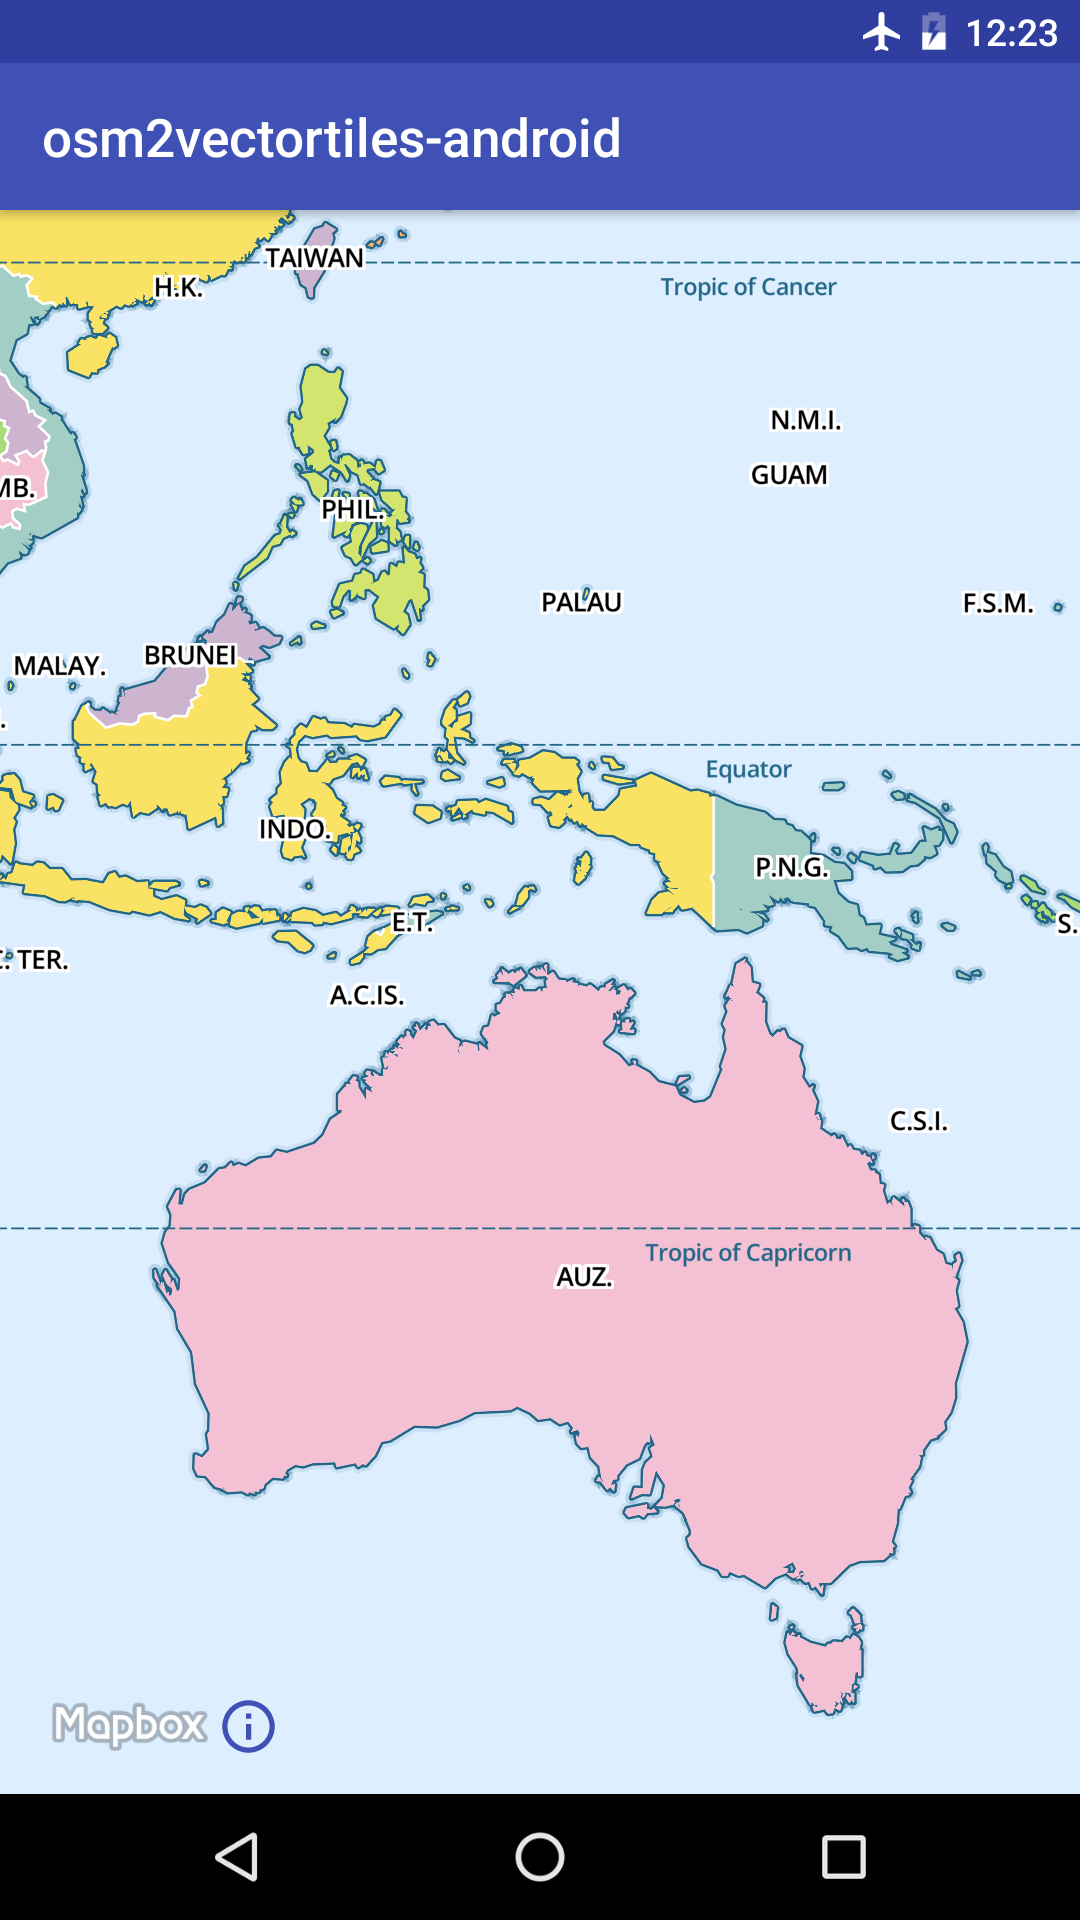 12:23
osm2vectortiles-android
TAIWAN
H.K.
Tropic of Cancer
N.M.I.
GUAM
MB.
PHIL.
PALAU
F.S.M.
BRUNEI
MALAY.
Equator
INDO.
P.N.G.
E.T.
S.
TER.
A.C.IS.
C.S.I.
Tropic of Capricorn
AUZ.
Mapbox